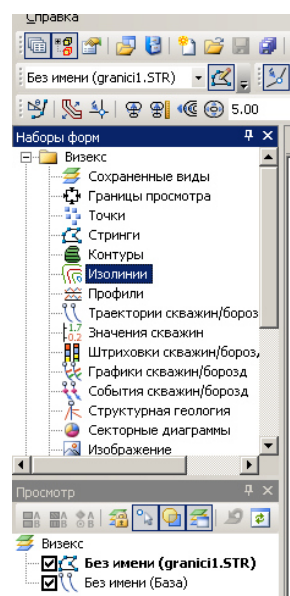 Справка
Без имени (granici1.STR)
5.00
Наборы форм
Визекс
Сохраненные виды
Границы просмотра
Точки
Стринги
Контуры
Изолинии
Профили
Траектории скважин/бороз
Значения скважин
Штриховки скважин/бороз
Графики скважин/борозд
События скважин/борозд
Структурная геология
Секторные диаграммы
Изображение
Просмотр
Визекс
Без имени (granici1.STR)
Без имени (База)